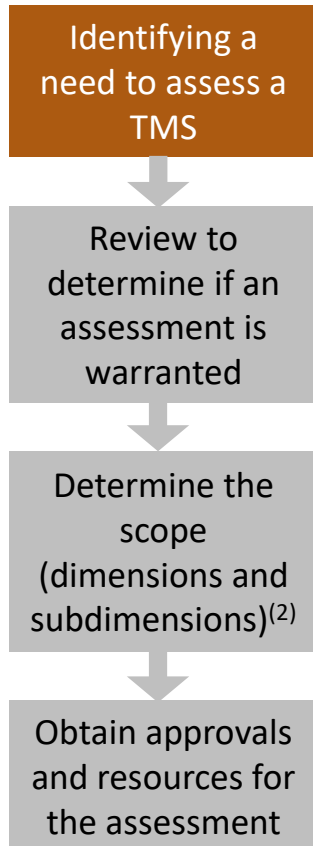 Identifying a
need to assess a
TMS
Review to
determine if an
assessment is
warranted
Determine the
scope
(dimensions and
subdimensions)(2)
Obtain approvals
and resources for
the assessment